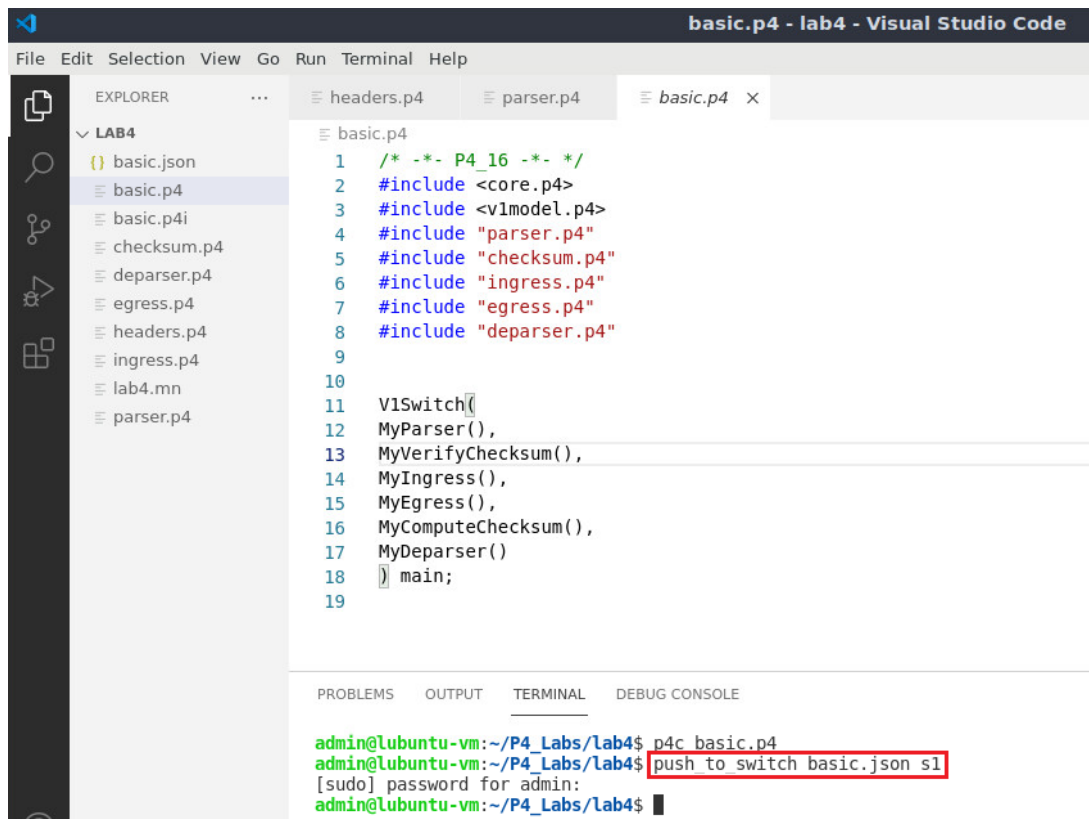 basic.p4 - lab4 - Visual Studio Code
File Edit Selection View Go Run Terminal Help
EXPLORER ...
headers.p4 parser.p4 basic.p4 ×
LAB4
{} basic.json
basic.p4
basic.p4i
checksum.p4
deparser.p4
egress.p4
headers.p4
ingress.p4
lab4.mn
parser.p4
basic.p4
1 /* -*- P4_16 -*- */
2 #include <core.p4>
3 #include <v1model.p4>
4 #include "parser.p4"
5 #include "checksum.p4"
6 #include "ingress.p4"
7 #include "egress.p4"
8 #include "deparser.p4"
9
10
11 V1Switch(
12 MyParser(),
13 MyVerifyChecksum(),
14 MyIngress(),
15 MyEgress(),
16 MyComputeChecksum(),
17 MyDeparser()
18 ) main;
19
PROBLEMS OUTPUT TERMINAL DEBUG CONSOLE
admin@lubuntu-vm:~/P4_Labs/lab4$ p4c basic.p4
admin@lubuntu-vm:~/P4_Labs/lab4$ push_to_switch basic.json s1
[sudo] password for admin:
admin@lubuntu-vm:~/P4_Labs/lab4$